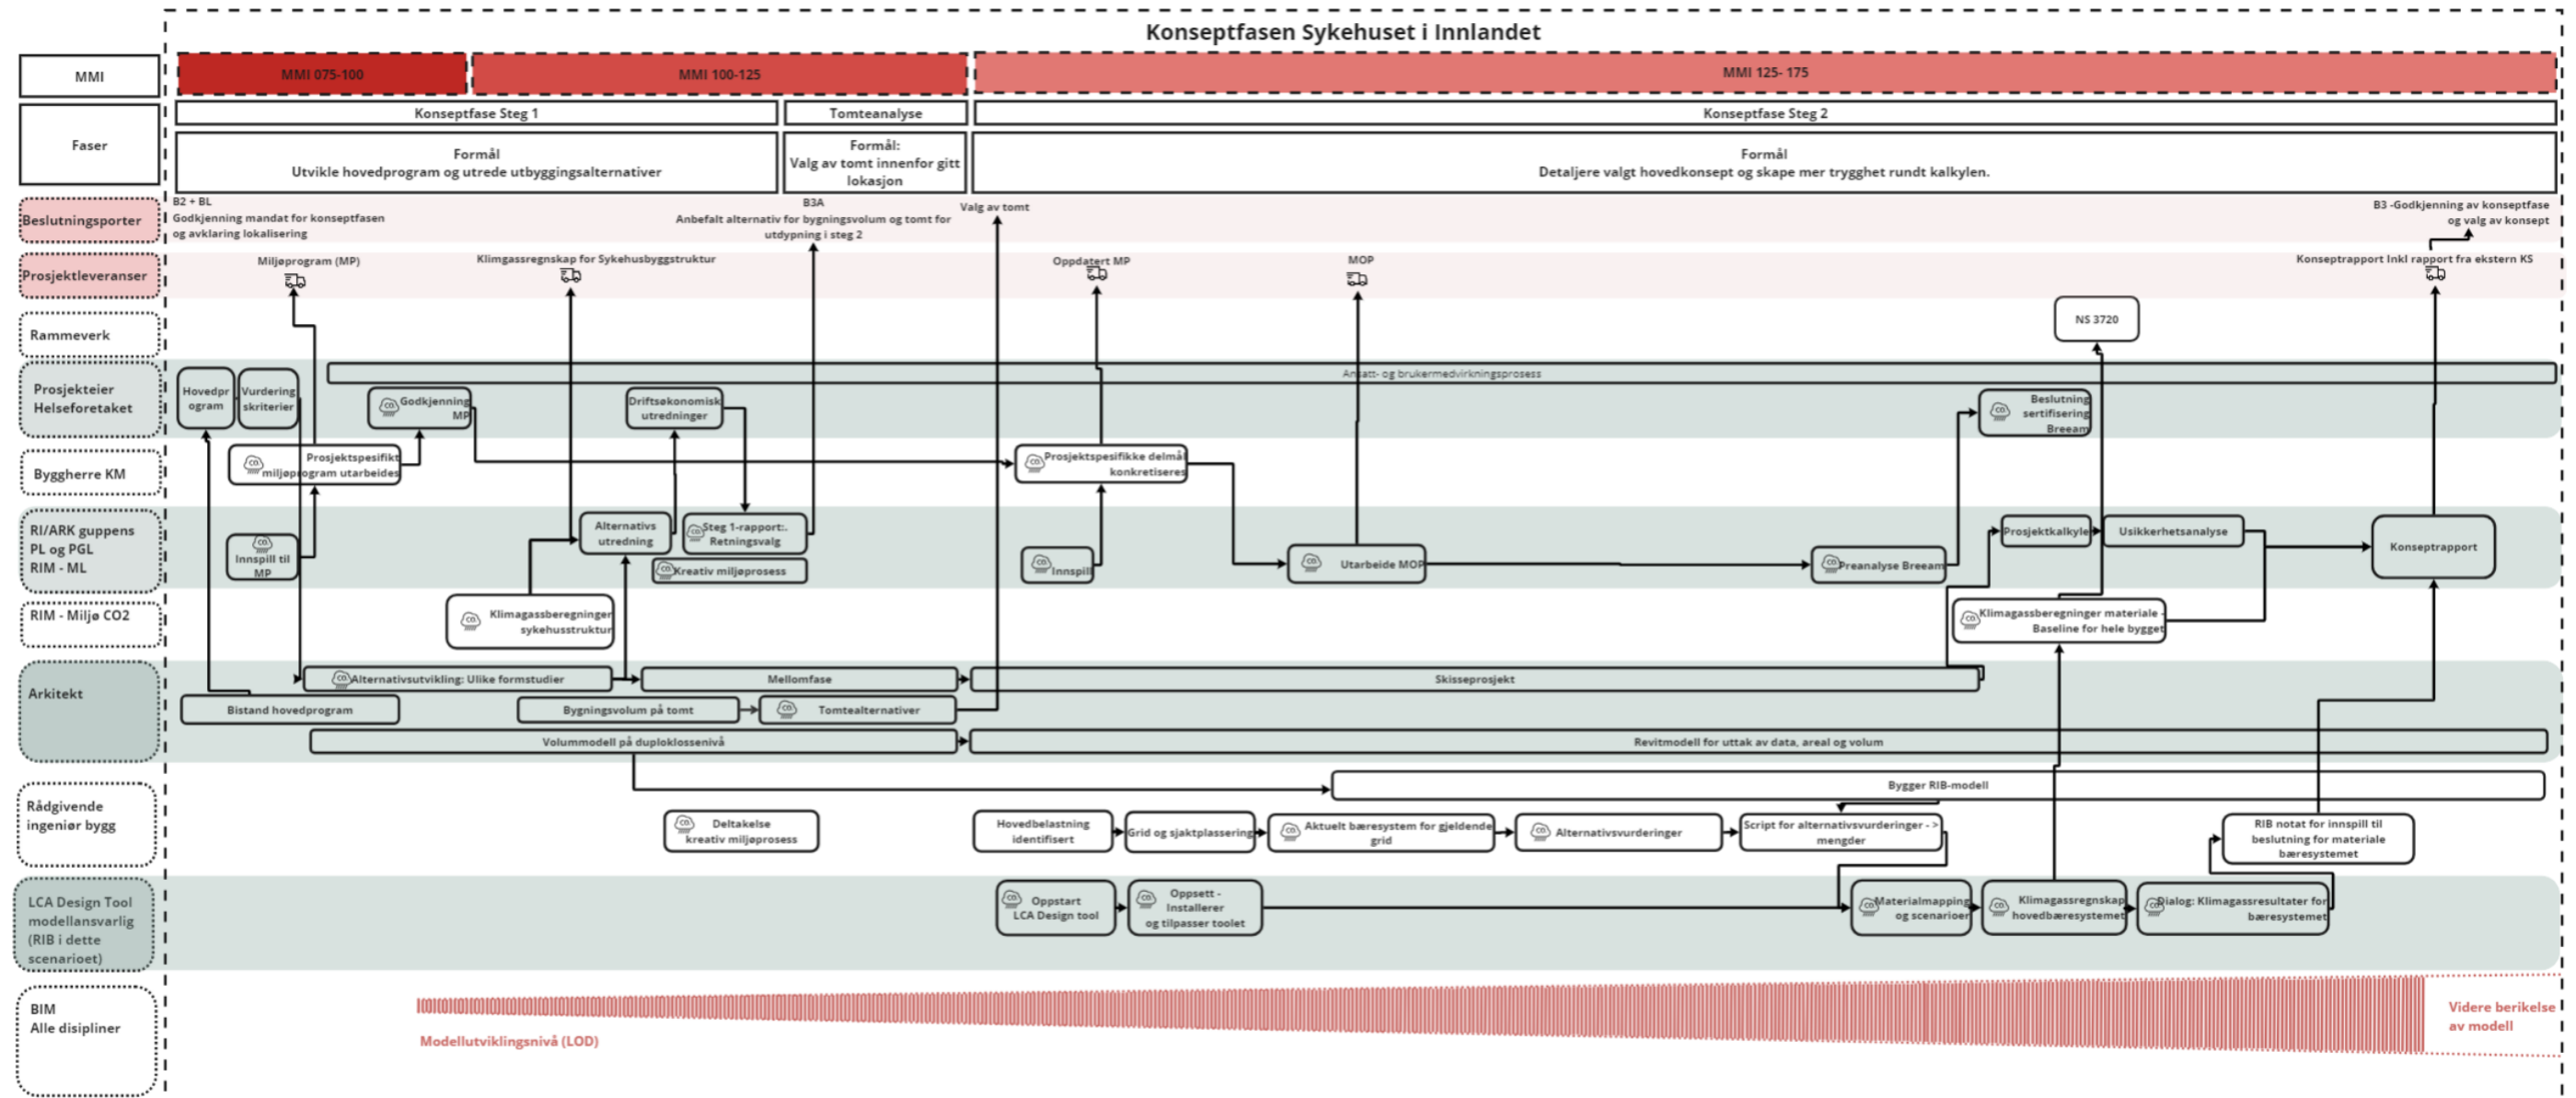 Konseptfasen Sykehuset i Innlandet
MMI
MMI 075-100
MMI 100-125
MMI 125- 175
Faser
Konseptfase Steg 1
Tomteanalyse
Konseptfase Steg 2
Formål
Utvikle hovedprogram og utrede utbyggingsalternativer
Formål:
Valg av tomt innenfor gitt
lokasjon
Formål
Detaljere valgt hovedkonsept og skape mer trygghet rundt kalkylen.
Beslutningsporter
B2 + BL
Godkjenning mandat for konseptfasen
og avklaring lokalisering
B3A
Anbefalt alternativ for bygningsvolum og tomt for
utdypning i steg 2
Valg av tomt
B3 -Godkjenning av konseptfase
og valg av konsept
Prosjektleveranser
Miljøprogram (MP)
Klimgassregnskap for Sykehusbyggstruktur
Oppdatert MP
MOP
Konseptrapport Inkl rapport fra ekstern KS
Rammeverk
NS 3720
Prosjekteier
Helseforetaket
Ansatt- og brukermedvirkningsprosess
Hovedpr
ogram
Vurdering
skriterier
Godkjenning
MP
Driftsøkonomisk
utredninger
Beslutning
sertifisering
Breeam
Byggherre KM
Prosjektspesifikt
miljøprogram utarbeides
Prosjektspesifikke delmål
konkretiseres
RI/ARK guppens
PL og PGL
RIM - ML
Innspill til
MP
Alternativs
utredning
Steg 1-rapport:.
Retningsvalg
Kreativ miljøprosess
Innspill
Utarbeide MOP
Preanalyse Breeam
Prosjektkalkyle
Usikkerhetsanalyse
Konseptrapport
RIM - Miljø CO2
Klimagassberegninger
sykehusstruktur
Klimagassberegninger materiale -
Baseline for hele bygget
Arkitekt
Alternativsutvikling: Ulike formstudier
Mellomfase
Skisseprosjekt
Bistand hovedprogram
Bygningsvolum på tomt
Tomtealternativer
Volummodell på duploklossenivå
Revitmodell for uttak av data, areal og volum
Rådgivende
ingeniør bygg
Bygger RIB-modell
Deltakelse
kreativ miljøprosess
Hovedbelastning
identifisert
Grid og sjaktplassering
Aktuelt bæresystem for gjeldende
grid
Alternativsvurderinger
Script for alternativsvurderinger - >
mengder
RIB notat for innspill til
beslutning for materiale
bæresystemet
LCA Design Tool
modellansvarlig
(RIB i dette
scenarioet)
Oppstart
LCA Design tool
Oppsett -
Installerer
og tilpasser toolet
Materialmapping
og scenarioer
Klimagassregnskap
hovedbæresystemet
Dialog: Klimagassresultater for
bæresystemet
BIM
Alle disipliner
Modellutviklingsnivå (LOD)
Videre berikelse
av modell